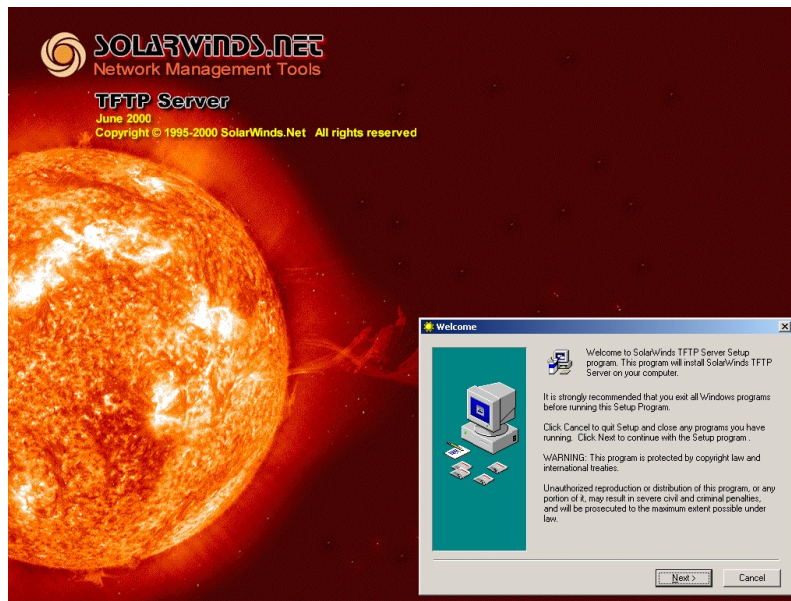 SOLARWINDS.NET
Network Management Tools
TFTP Server
June 2000
Copyright © 1995-2000 SolarWinds.Net All rights reserved
Welcome
Welcome to SolarWinds TFTP Server Setup
program. This program will install SolarWinds TFTP
Server on your computer.
It is strongly recommended that you exit all Windows programs
before running this Setup Program.
Click Cancel to quit Setup and close any programs you have
running. Click Next to continue with the Setup program .
WARNING: This program is protected by copyright law and
international treaties.
Unauthorized reproduction or distribution of this program, or any
portion of it, may result in severe civil and criminal penalties,
and will be prosecuted to the maximum extent possible under
law.
Next >
Cancel